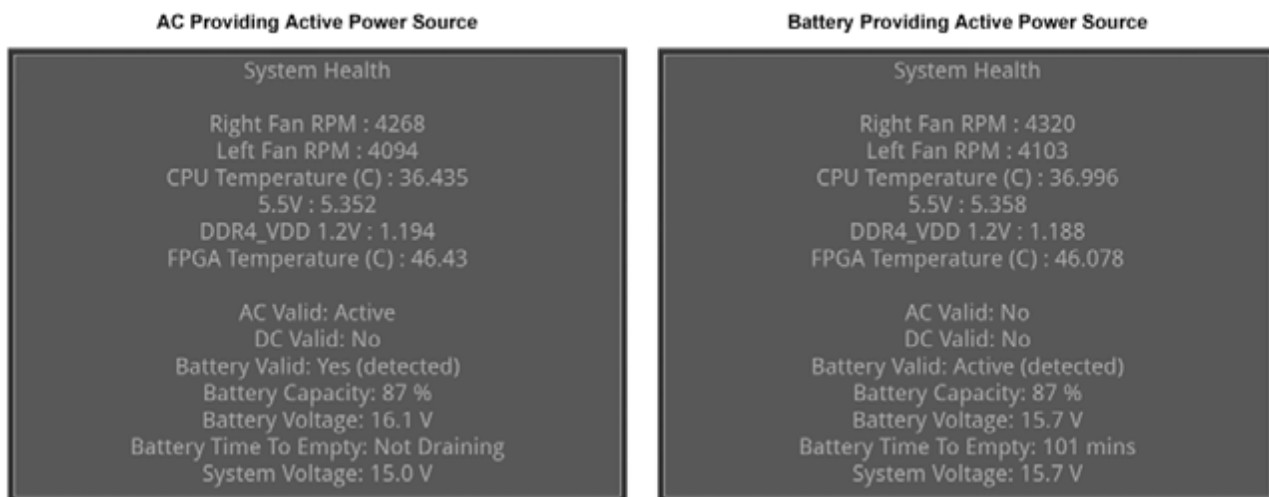 AC Providing Active Power Source
System Health
Right Fan RPM : 4268
Left Fan RPM : 4094
CPU Temperature (C) : 36.435
5.5V : 5.352
DDR4_VDD 1.2V : 1.194
FPGA Temperature (C) : 46.43
AC Valid: Active
DC Valid: No
Battery Valid: Yes (detected)
Battery Capacity: 87 %
Battery Voltage: 16.1 V
Battery Time To Empty: Not Draining
System Voltage: 15.0 V
Battery Providing Active Power Source
System Health
Right Fan RPM : 4320
Left Fan RPM : 4103
CPU Temperature (C) : 36.996
5.5V : 5.358
DDR4_VDD 1.2V : 1.188
FPGA Temperature (C) : 46.078
AC Valid: No
DC Valid: No
Battery Valid: Active (detected)
Battery Capacity: 87 %
Battery Voltage: 15.7 V
Battery Time To Empty: 101 mins
System Voltage: 15.7 V